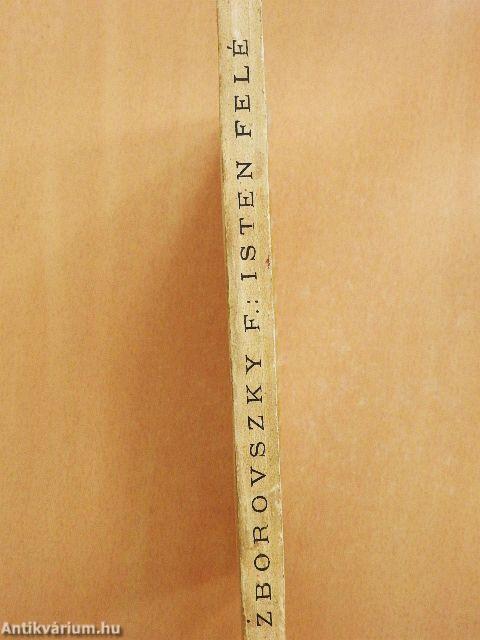 ZBOROVSZKY F.: ISTEN FELÉ
Antikvárium.hu